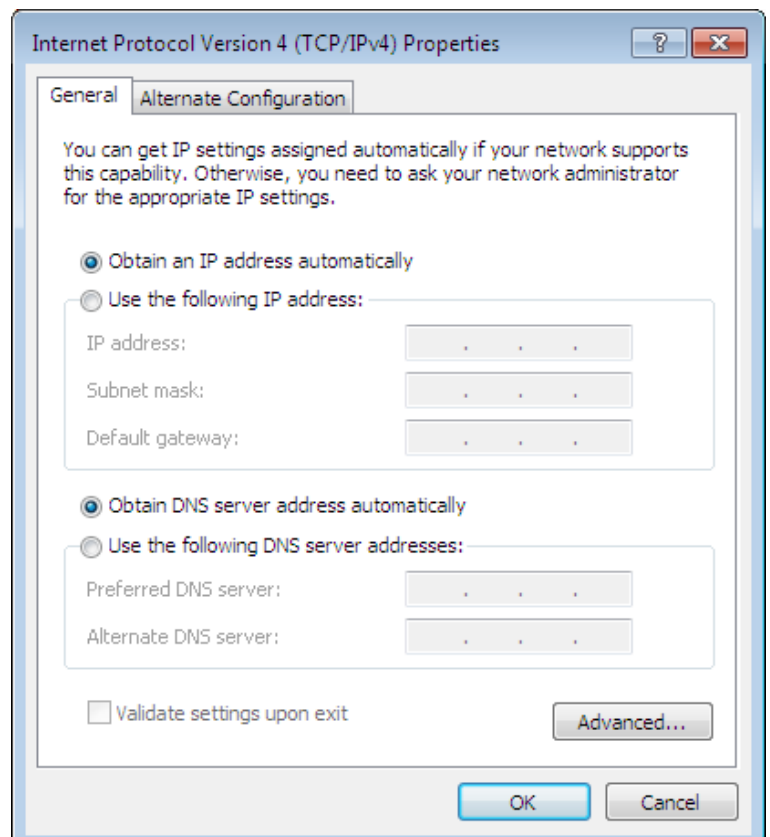 Internet Protocol Version 4 (TCP/IPv4) Properties
General
Alternate Configuration
You can get IP settings assigned automatically if your network supports
this capability. Otherwise, you need to ask your network administrator
for the appropriate IP settings.
Obtain an IP address automatically
Use the following IP address:
IP address:
Subnet mask:
Default gateway:
Obtain DNS server address automatically
Use the following DNS server addresses:
Preferred DNS server:
Alternate DNS server:
Validate settings upon exit
Advanced...
OK
Cancel